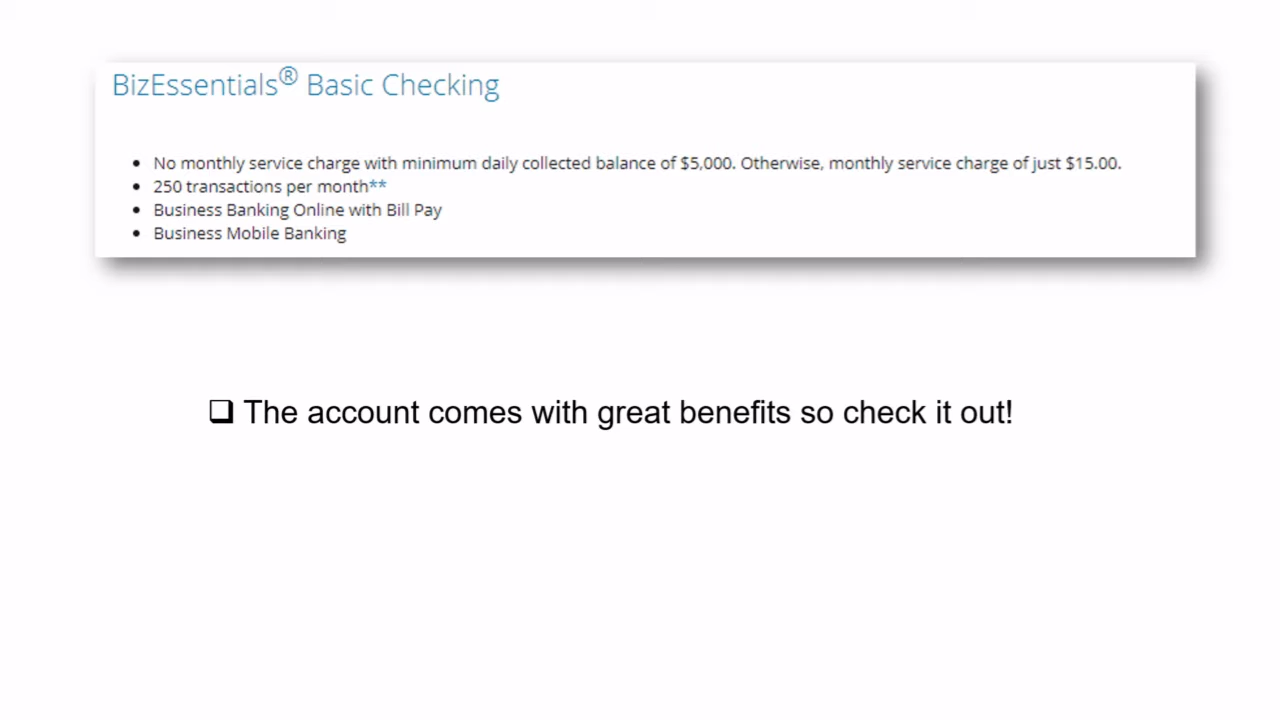 BizEssentials® Basic Checking
• No monthly service charge with minimum daily collected balance of $5,000. Otherwise, monthly service charge of just $15.00.
• 250 transactions per month**
• Business Banking Online with Bill Pay
• Business Mobile Banking
❑ The account comes with great benefits so check it out!